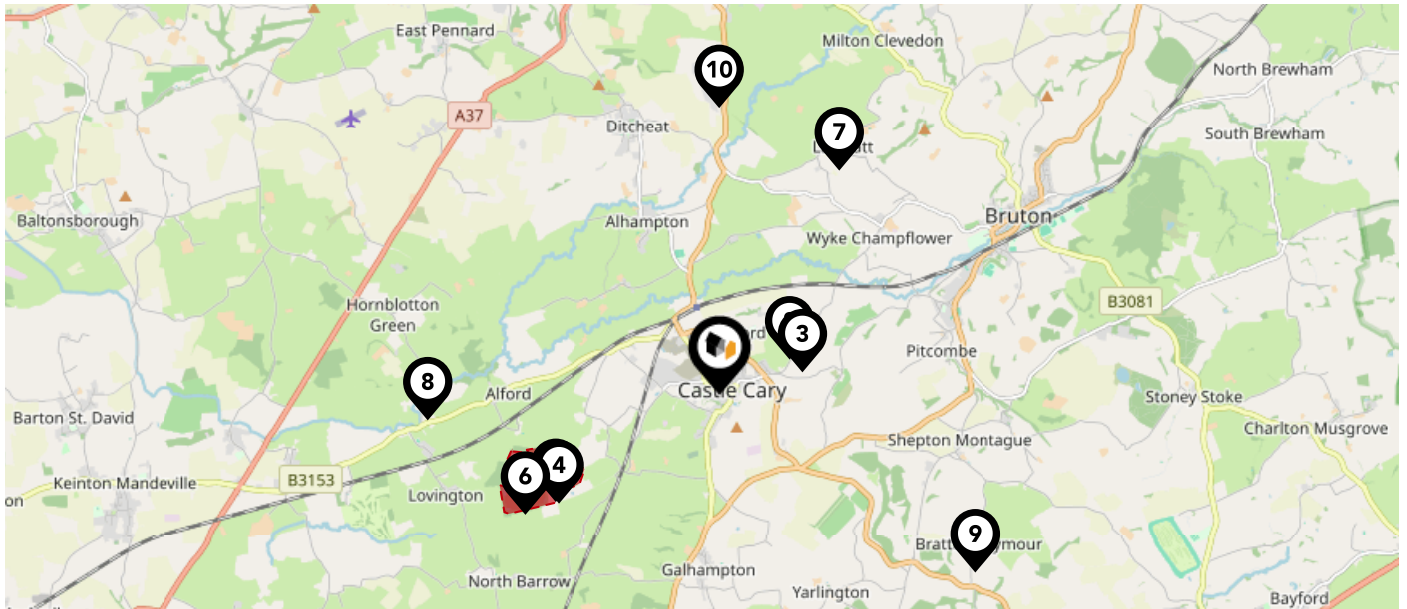 East Pennard
Milton Clevedon
10
North Brewham
A37
Ditcheat
7
South Brewham
Baltonsborough
Alhampton
Bruton
Wyke Champflower
Hornblotton
Green
B3081
3
Pitcombe
8
Alford
Castle Cary
Stoney Stoke
Barton St. David
Charlton Musgrove
Shepton Montague
4
6
B3153
Keinton Mandeville
Lovington
on
9
North Barrow
Galhampton
Yarlington
Bayford